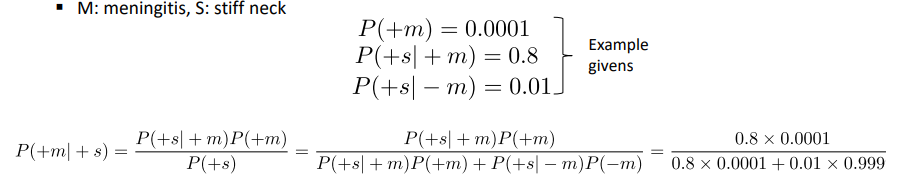 ▪ M: meningitis, S: stiff neck
P(+m) = 0.0001
P(+s| + m) = 0.8
P(+s| − m) = 0.01
Example
givens
P(+m| + s) = P(+s| + m)P(+m) / P(+s) = P(+s| + m)P(+m) / P(+s| + m)P(+m) + P(+s| − m)P(−m) = 0.8 × 0.0001 / 0.8 × 0.0001 + 0.01 × 0.999